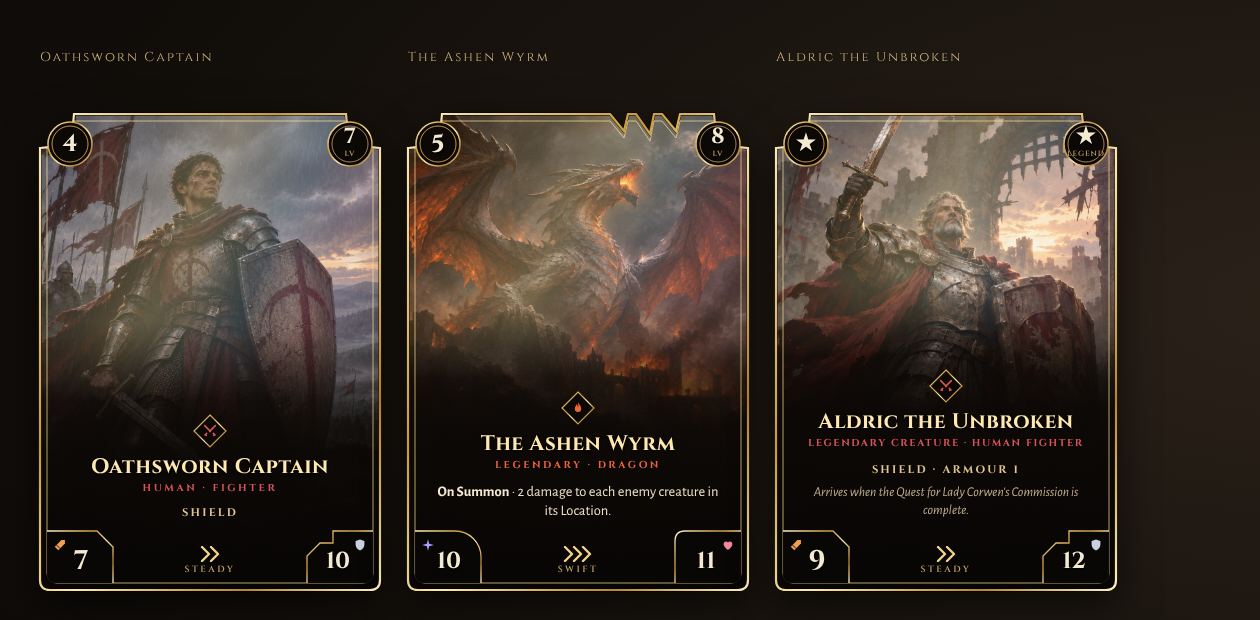 Oathsworn Captain
The Ashen Wyrm
Aldric the Unbroken
4
7
LV
Oathsworn Captain
HUMAN · FIGHTER
SHIELD
7
STEADY
10
5
8
LV
The Ashen Wyrm
LEGENDARY · DRAGON
On Summon · 2 damage to each enemy creature in
its Location.
10
SWIFT
11
LEGEND
Aldric the Unbroken
LEGENDARY CREATURE · HUMAN FIGHTER
SHIELD · ARMOUR 1
Arrives when the Quest for Lady Corwen's Commission is
complete.
9
STEADY
12